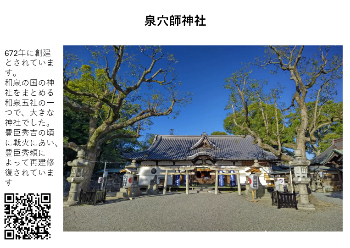 泉穴師神社
672年に創建
とされていま
す。
和泉の国の神
社をまとめる
和泉五社の一
つで、大きな
神社でした。
豊臣秀吉の頃
に戦火にあい、
豊臣秀頼に
よって再建修
復されていま
す